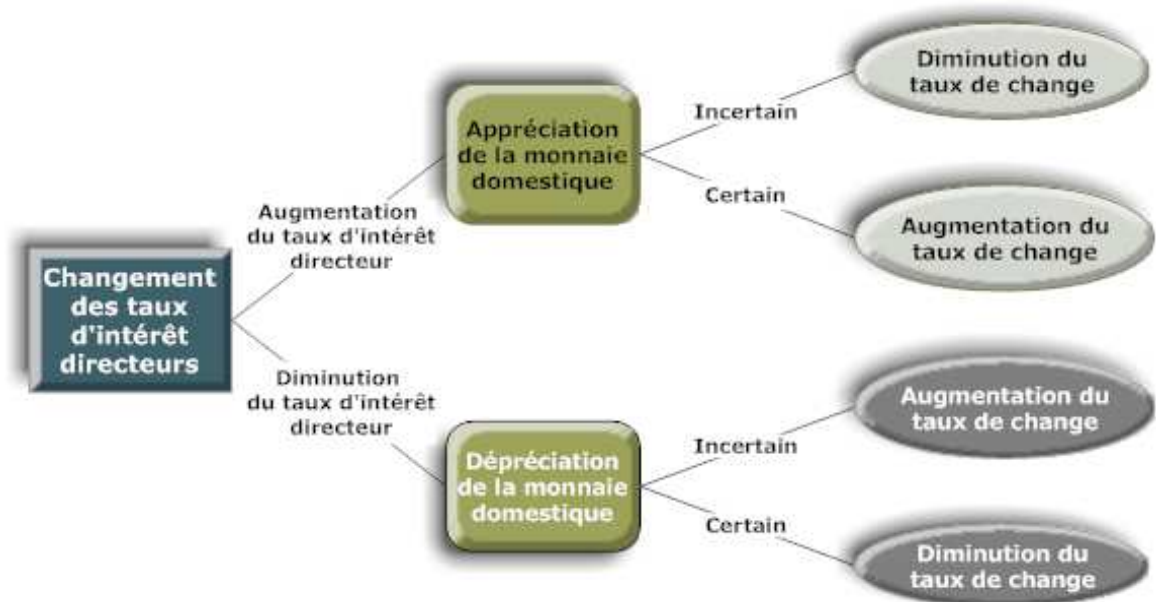 Changement
des taux
d'intérêt
directeurs
Augmentation
du taux d'intérêt
directeur
Appréciation
de la monnaie
domestique
Incertain
Diminution du
taux de change
Certain
Augmentation du
taux de change
Diminution
du taux d'intérêt
directeur
Dépréciation
de la monnaie
domestique
Incertain
Augmentation du
taux de change
Certain
Diminution du
taux de change